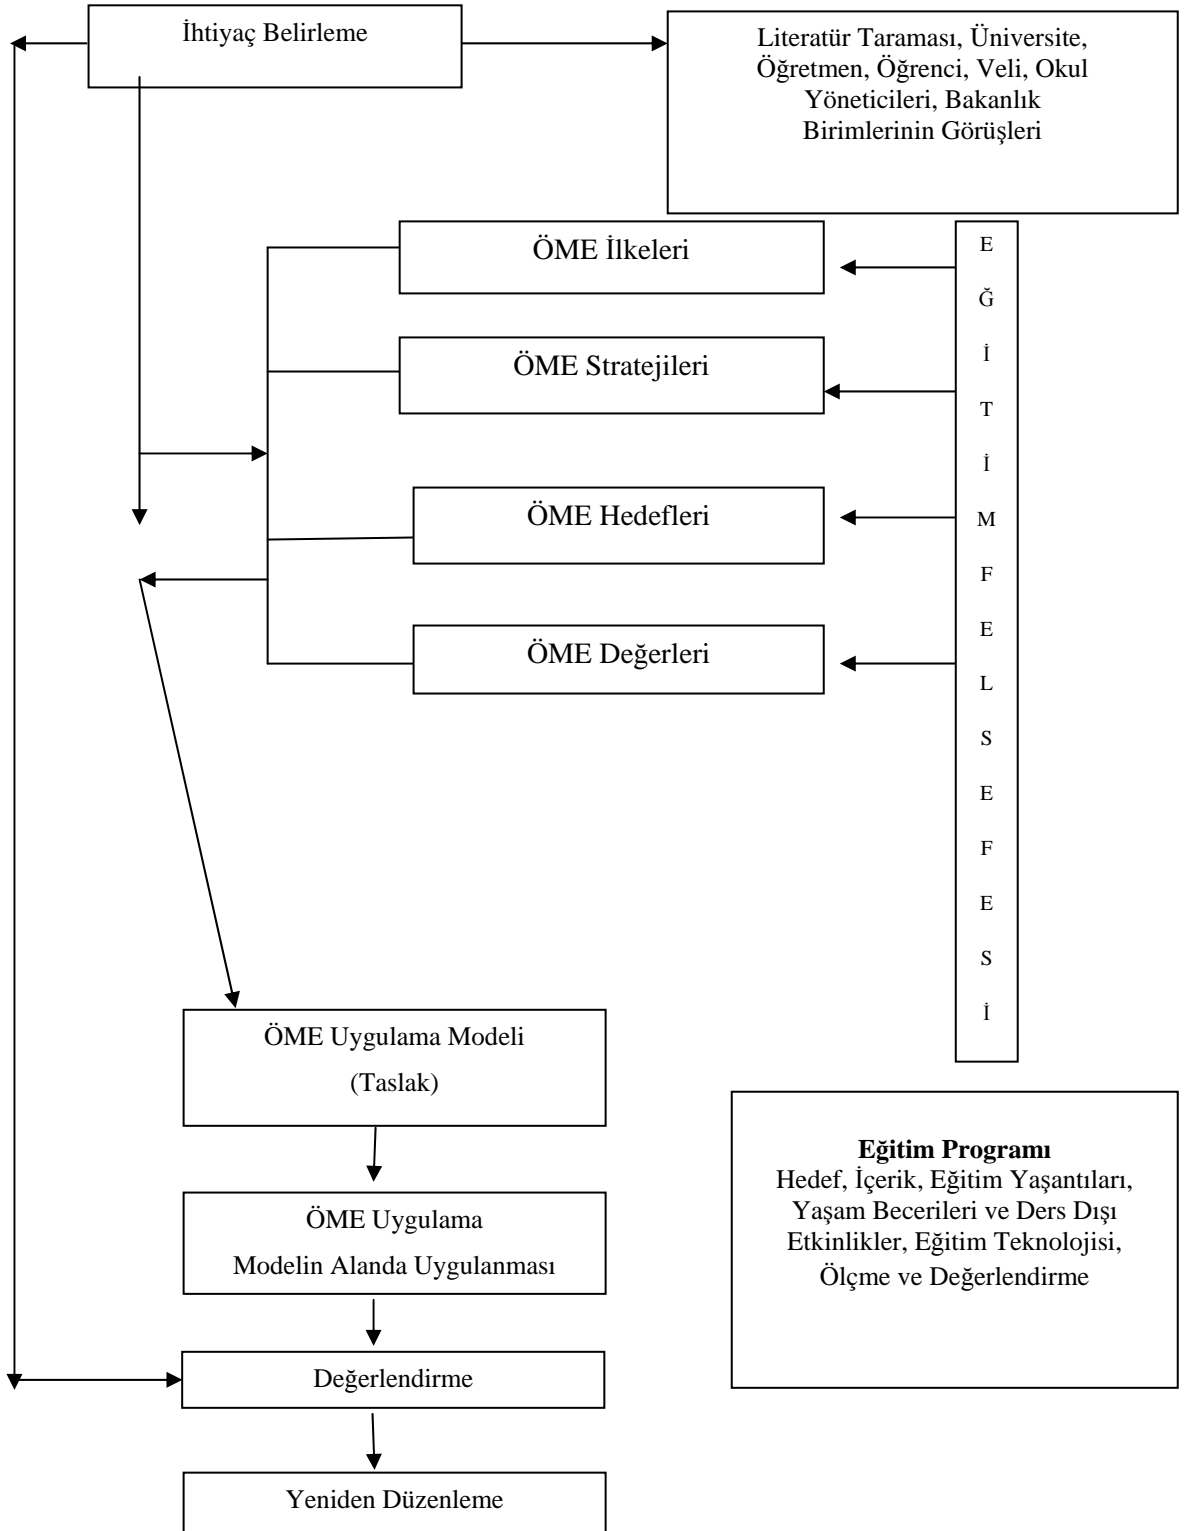 İhtiyaç Belirleme
Literatür Taraması, Üniversite,
Öğretmen, Öğrenci, Veli, Okul
Yöneticileri, Bakanlık
Birimlerinin Görüşleri
ÖME İlkeleri
ÖME Stratejileri
ÖME Hedefleri
ÖME Değerleri
E
Ğ
İ
T
İ
M
F
E
L
S
E
F
E
S
İ
ÖME Uygulama Modeli
(Taslak)
ÖME Uygulama
Modelin Alanda Uygulanması
Değerlendirme
Yeniden Düzenleme
Eğitim Programı
Hedef, İçerik, Eğitim Yaşantıları,
Yaşam Becerileri ve Ders Dışı
Etkinlikler, Eğitim Teknolojisi,
Ölçme ve Değerlendirme